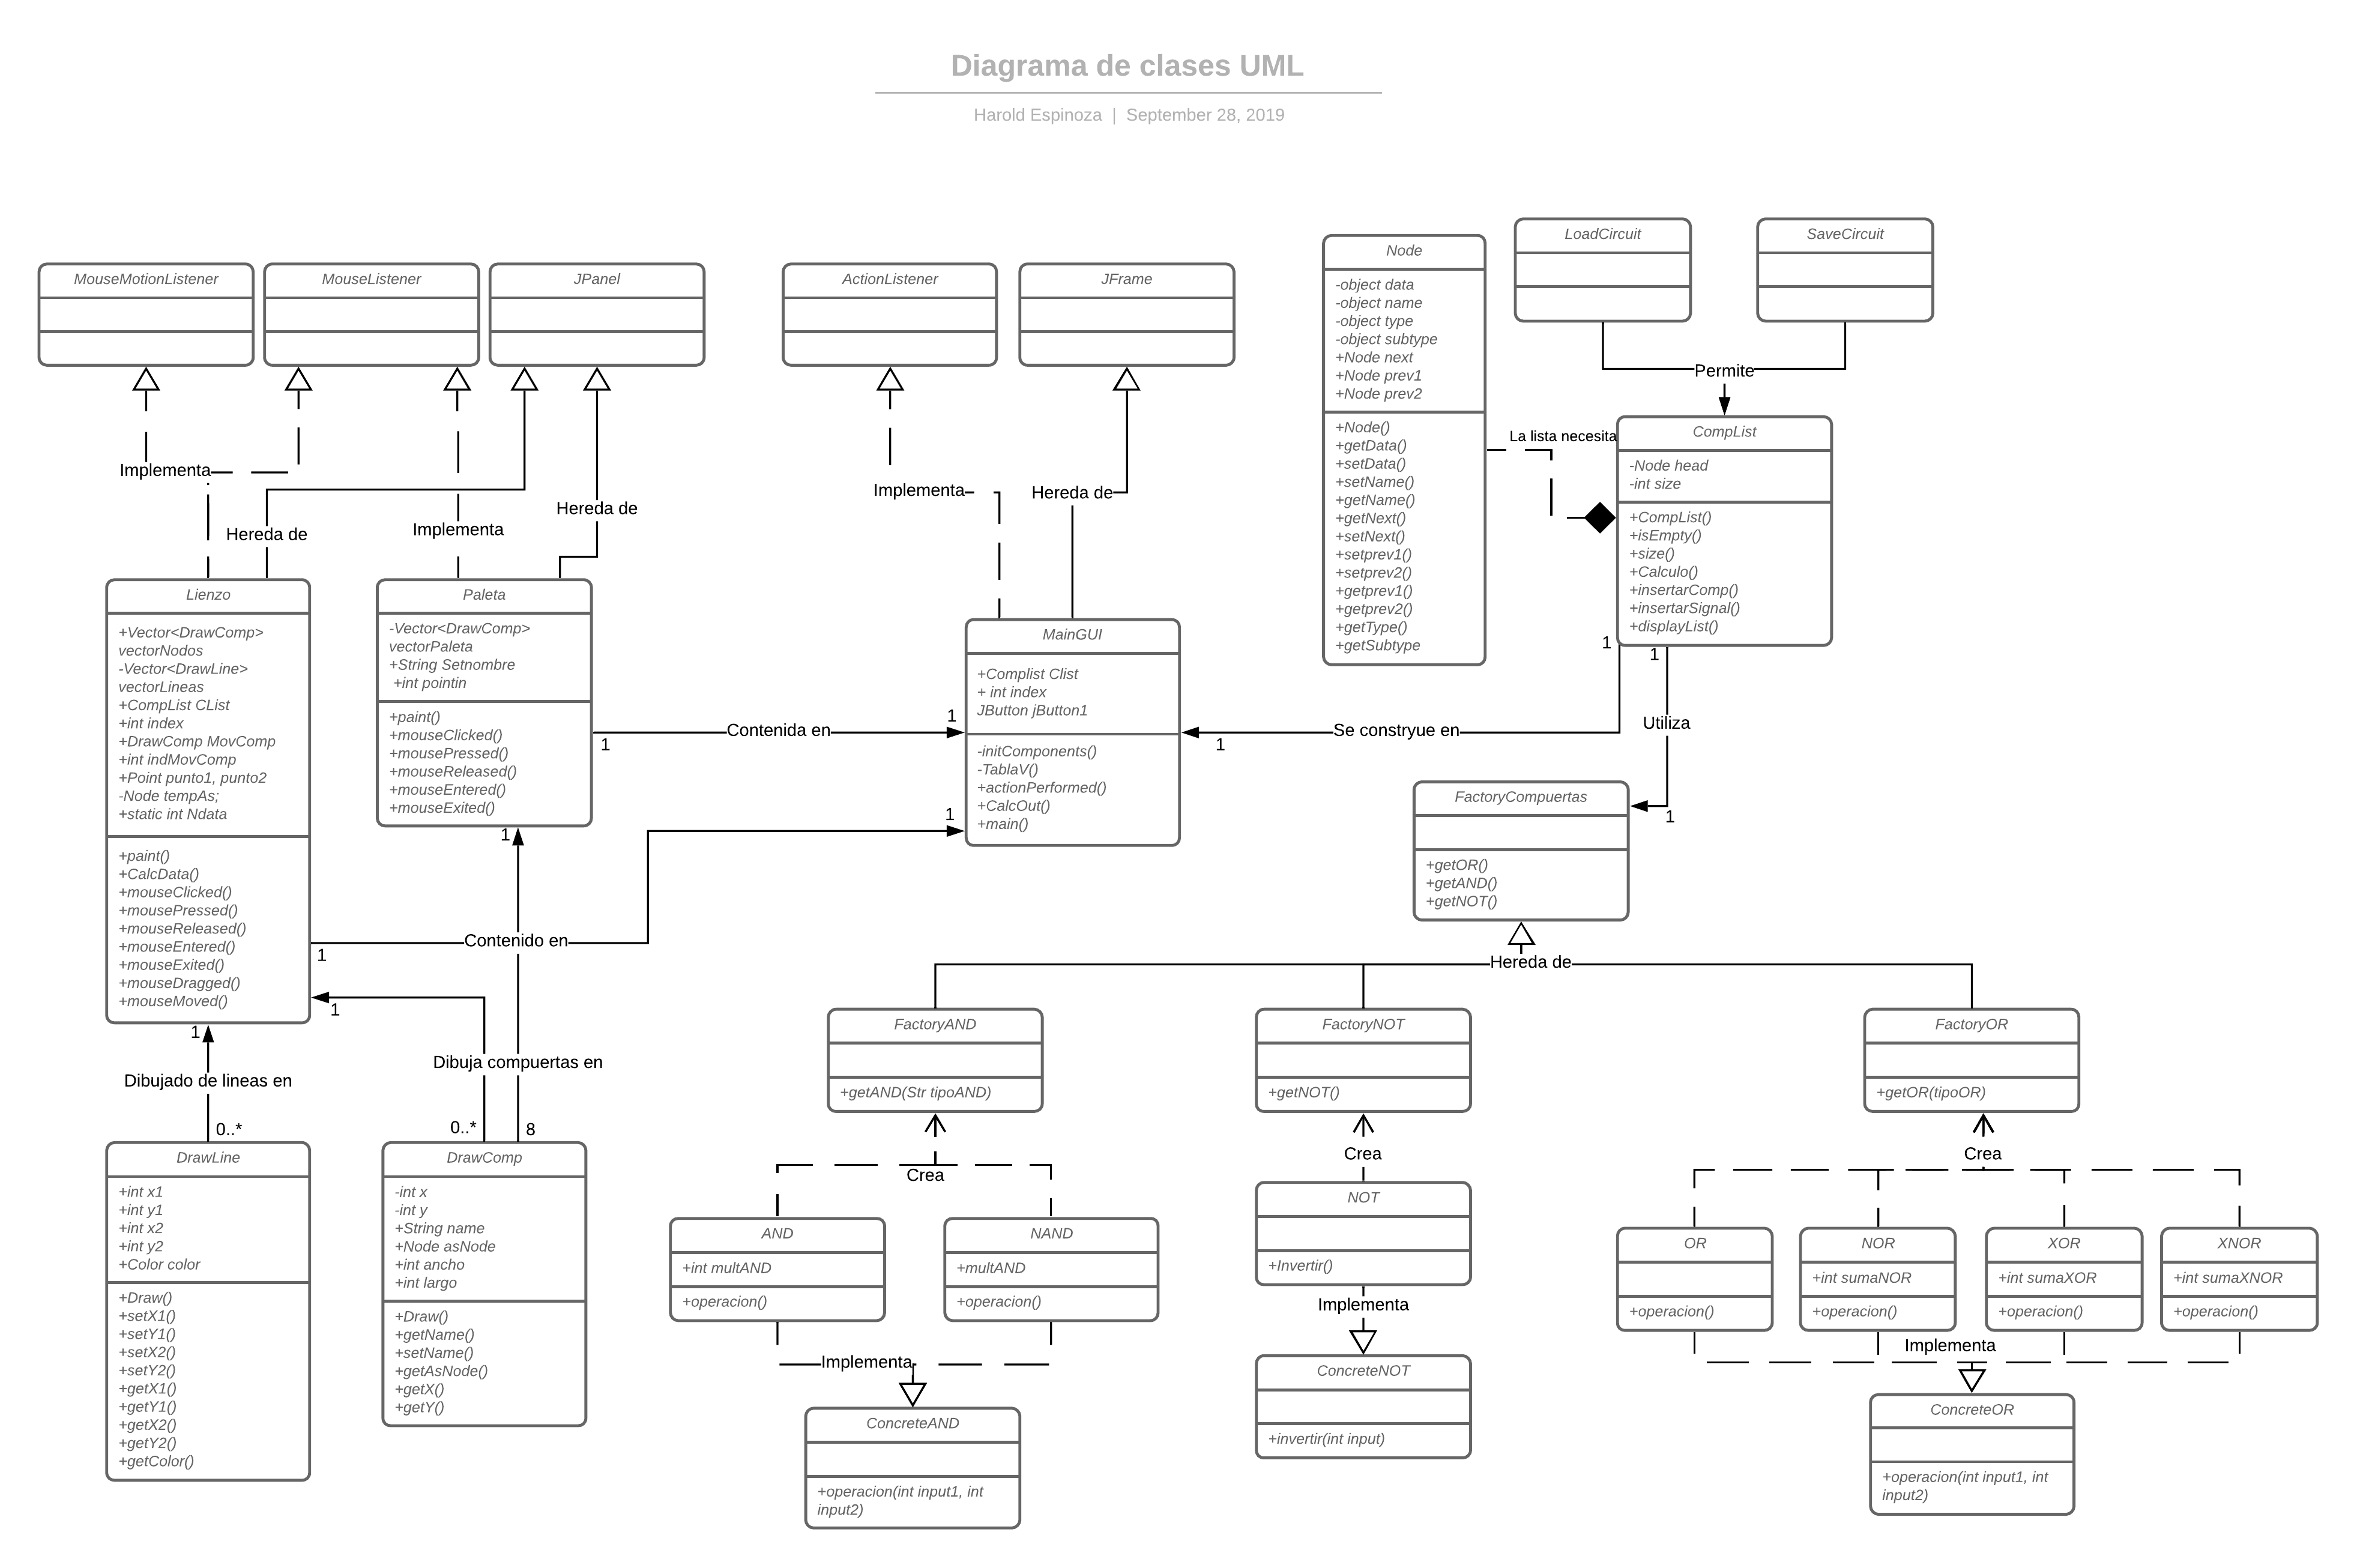 Diagrama de clases UML
Harold Espinoza | September 28, 2019
MouseMotionListener
MouseListener
JPanel
ActionListener
JFrame
Node
-object data
-object name
-object type
-object subtype
+Node next
+Node prev1
+Node prev2
+Node()
+getData()
+setData()
+setName()
+getName()
+getNext()
+setNext()
+setprev1()
+setprev2()
+getprev1()
+getprev2()
+getType()
+getSubtype
LoadCircuit
SaveCircuit
Permite
La lista necesita
CompList
-Node head
-int size
+CompList()
+isEmpty()
+size()
+Calculo()
+insertarComp()
+insertarSignal()
+displayList()
Implementa
Hereda de
Implementa
Hereda de
Implementa
Hereda de
Lienzo
+Vector<DrawComp>
vectorNodos
-Vector<DrawLine>
vectorLineas
+CompList CList
+int index
+DrawComp MovComp
+int indMovComp
+Point punto1, punto2
-Node tempAs;
+static int Ndata
+paint()
+CalcData()
+mouseClicked()
+mousePressed()
+mouseReleased()
+mouseEntered()
+mouseExited()
+mouseDragged()
+mouseMoved()
Paleta
-Vector<DrawComp>
vectorPaleta
+String Setnombre
+int pointin
+paint()
+mouseClicked()
+mousePressed()
+mouseReleased()
+mouseEntered()
+mouseExited()
MainGUI
+Complist Clist
+ int index
JButton jButton1
-initComponents()
-TablaV()
+actionPerformed()
+CalcOut()
+main()
1
Contenida en
1
1
Se constryue en
1
1
Utiliza
1
1
Contenido en
1
1
1
1
Dibujado de lineas en
0..*
Dibuja compuertas en
0..*
8
FactoryCompuertas
+getOR()
+getAND()
+getNOT()
Hereda de
FactoryAND
+getAND(Str tipoAND)
FactoryNOT
+getNOT()
FactoryOR
+getOR(tipoOR)
Crea
Crea
Crea
DrawLine
+int x1
+int y1
+int x2
+int y2
+Color color
+Draw()
+setX1()
+setY1()
+setX2()
+setY2()
+getX1()
+getY1()
+getX2()
+getY2()
+getColor()
DrawComp
-int x
-int y
+String name
+Node asNode
+int ancho
+int largo
+Draw()
+getName()
+setName()
+getAsNode()
+getX()
+getY()
AND
+int multAND
+operacion()
NAND
+multAND
+operacion()
NOT
+Invertir()
OR
+operacion()
NOR
+int sumaNOR
+operacion()
XOR
+int sumaXOR
+operacion()
XNOR
+int sumaXNOR
+operacion()
Implementa
Implementa
Implementa
ConcreteAND
+operacion(int input1, int
input2)
ConcreteNOT
+invertir(int input)
ConcreteOR
+operacion(int input1, int
input2)